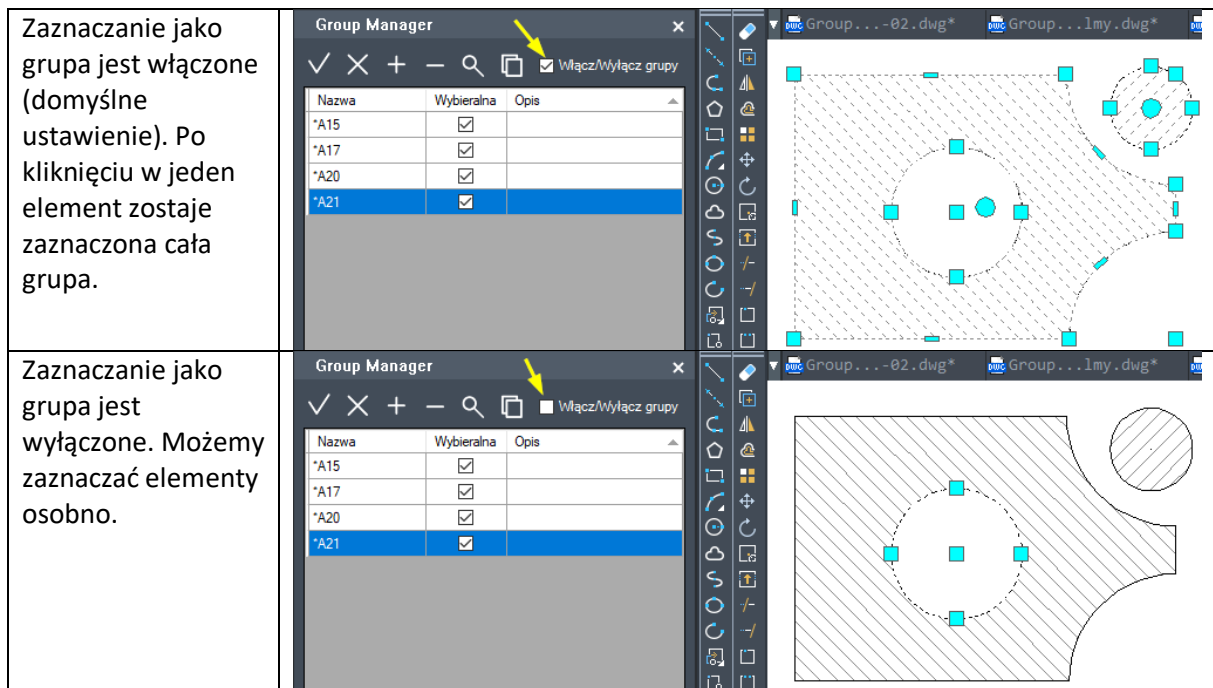 Zaznaczanie jako
grupa jest włączone
(domyślne
ustawienie). Po
kliknięciu w jeden
element zostaje
zaznaczona cała
grupa.
Group Manager
Włącz/Wyłącz grupy
Nazwa Wybieralna Opis
*A15
*A17
*A20
*A21
Group...-02.dwg* Group...lmy.dwg*
Zaznaczanie jako
grupa jest
wyłączone. Możemy
zaznaczać elementy
osobno.
Group Manager
Włącz/Wyłącz grupy
Nazwa Wybieralna Opis
*A15
*A17
*A20
*A21
Group...-02.dwg* Group...lmy.dwg*